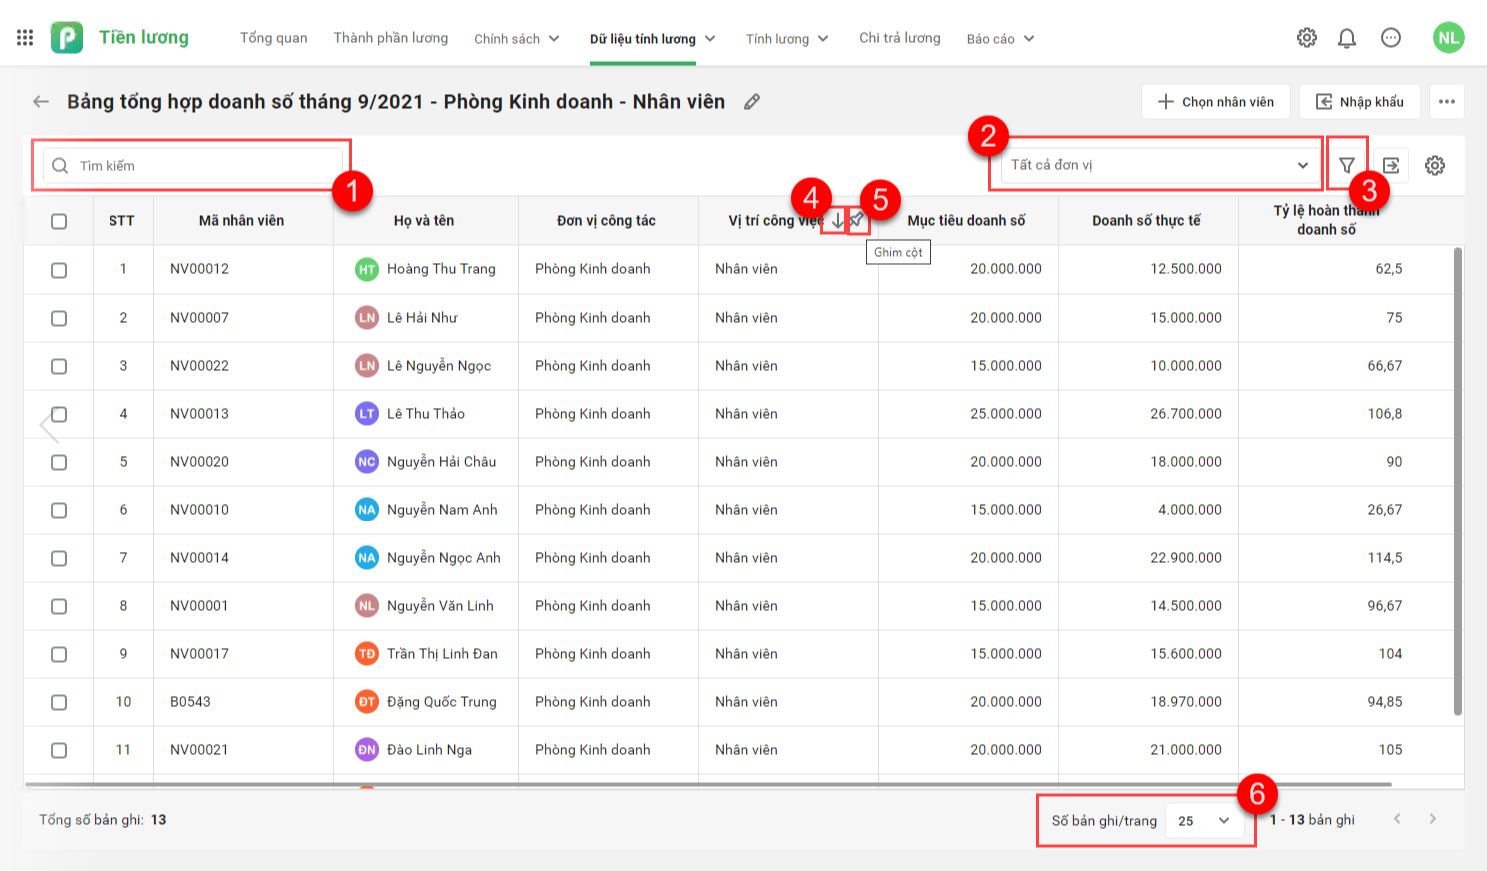 Tiền lương
Tổng quan
Thành phần lương
Chính sách
Dữ liệu tính lương
Tính lương
Chi trả lương
Báo cáo
NL
Bảng tổng hợp doanh số tháng 9/2021 - Phòng Kinh doanh - Nhân viên
Chọn nhân viên
Nhập khẩu
Tìm kiếm
1
2
Tất cả đơn vị
3
4
5
STT Mã nhân viên Họ và tên Đơn vị công tác Vị trí công việc Mục tiêu doanh số Doanh số thực tế Tỷ lệ hoàn thành
doanh số
Ghim cột
1 NV00012 HT Hoàng Thu Trang Phòng Kinh doanh Nhân viên 20.000.000 12.500.000 62,5
2 NV00007 LN Lê Hải Như Phòng Kinh doanh Nhân viên 20.000.000 15.000.000 75
3 NV00022 LN Lê Nguyễn Ngọc Phòng Kinh doanh Nhân viên 15.000.000 10.000.000 66,67
4 NV00013 LT Lê Thu Thảo Phòng Kinh doanh Nhân viên 25.000.000 26.700.000 106,8
5 NV00020 NC Nguyễn Hải Châu Phòng Kinh doanh Nhân viên 20.000.000 18.000.000 90
6 NV00010 NA Nguyễn Nam Anh Phòng Kinh doanh Nhân viên 15.000.000 4.000.000 26,67
7 NV00014 NA Nguyễn Ngọc Anh Phòng Kinh doanh Nhân viên 20.000.000 22.900.000 114,5
8 NV00001 NL Nguyễn Văn Linh Phòng Kinh doanh Nhân viên 15.000.000 14.500.000 96,67
9 NV00017 TĐ Trần Thị Linh Đan Phòng Kinh doanh Nhân viên 15.000.000 15.600.000 104
10 B0543 ĐT Đặng Quốc Trung Phòng Kinh doanh Nhân viên 20.000.000 18.970.000 94,85
11 NV00021 ĐN Đào Linh Nga Phòng Kinh doanh Nhân viên 20.000.000 21.000.000 105
6
Tổng số bản ghi: 13
Số bản ghi/trang 25
1 - 13 bản ghi